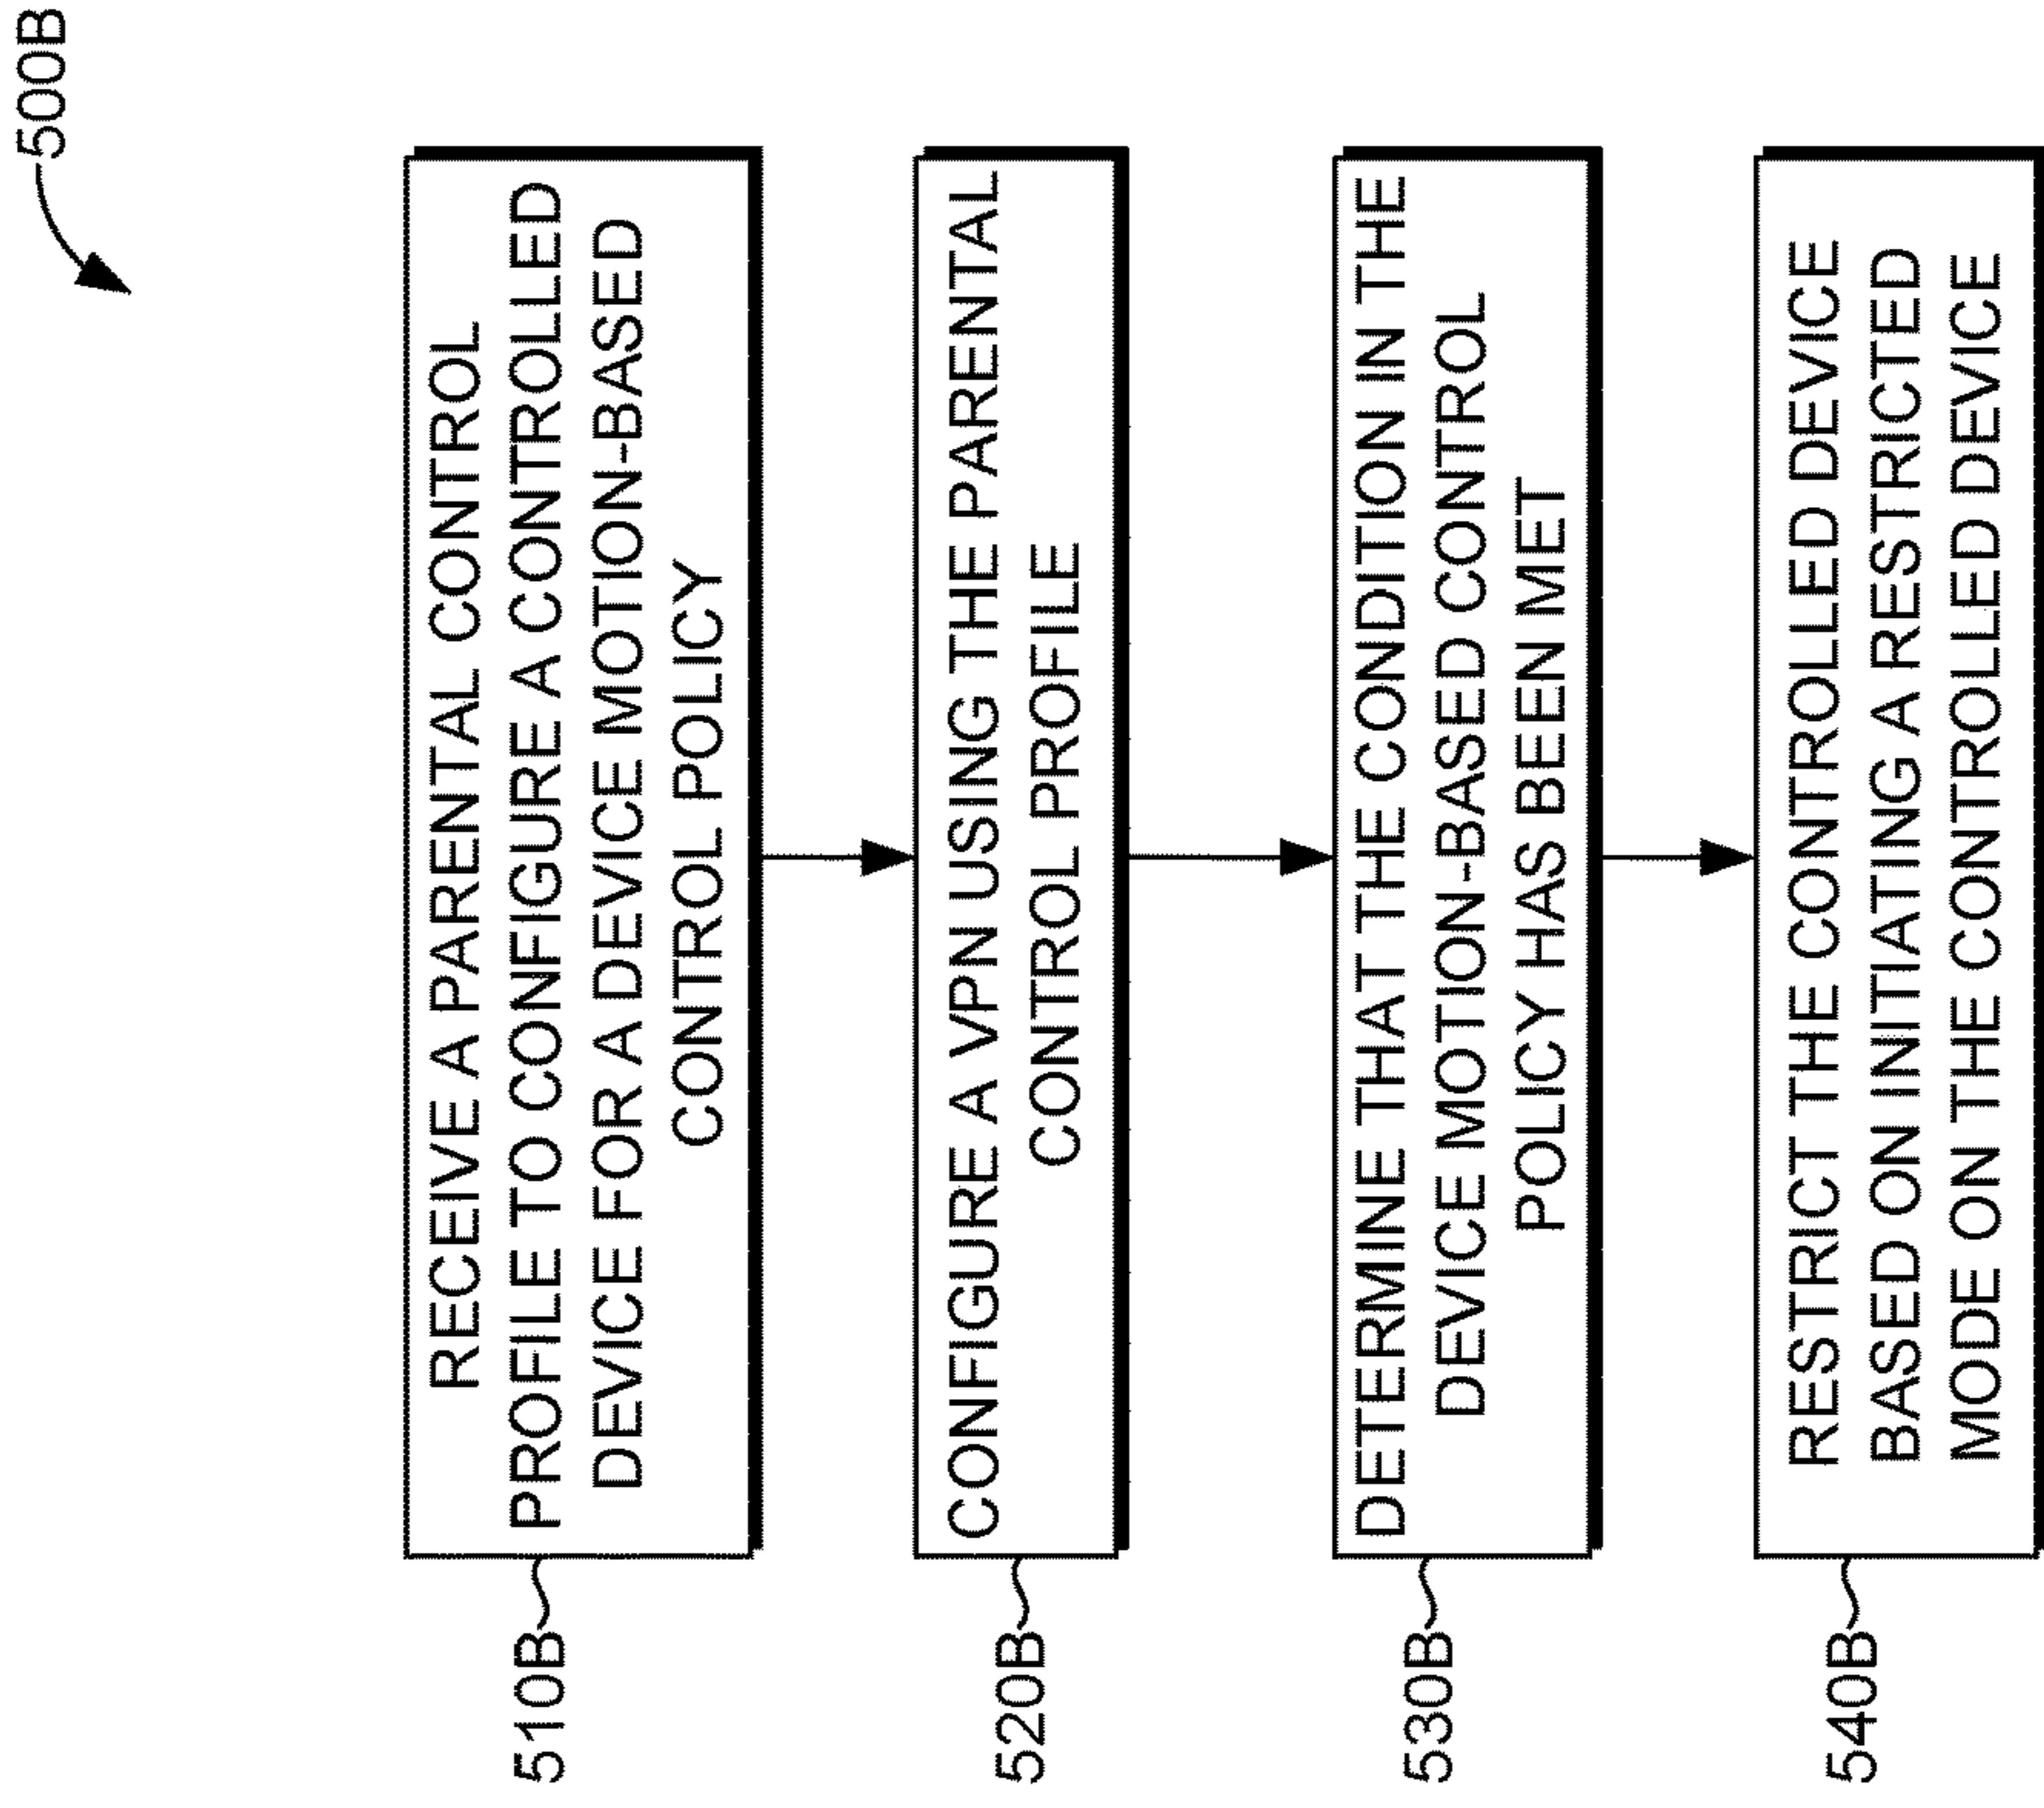 500B
510B
RECEIVE A PARENTAL CONTROL
PROFILE TO CONFIGURE A CONTROLLED
DEVICE FOR A DEVICE MOTION-BASED
CONTROL POLICY
520B
CONFIGURE A VPN USING THE PARENTAL
CONTROL PROFILE
530B
DETERMINE THAT THE CONDITION IN THE
DEVICE MOTION-BASED CONTROL
POLICY HAS BEEN MET
540B
RESTRICT THE CONTROLLED DEVICE
BASED ON INITIATING A RESTRICTED
MODE ON THE CONTROLLED DEVICE